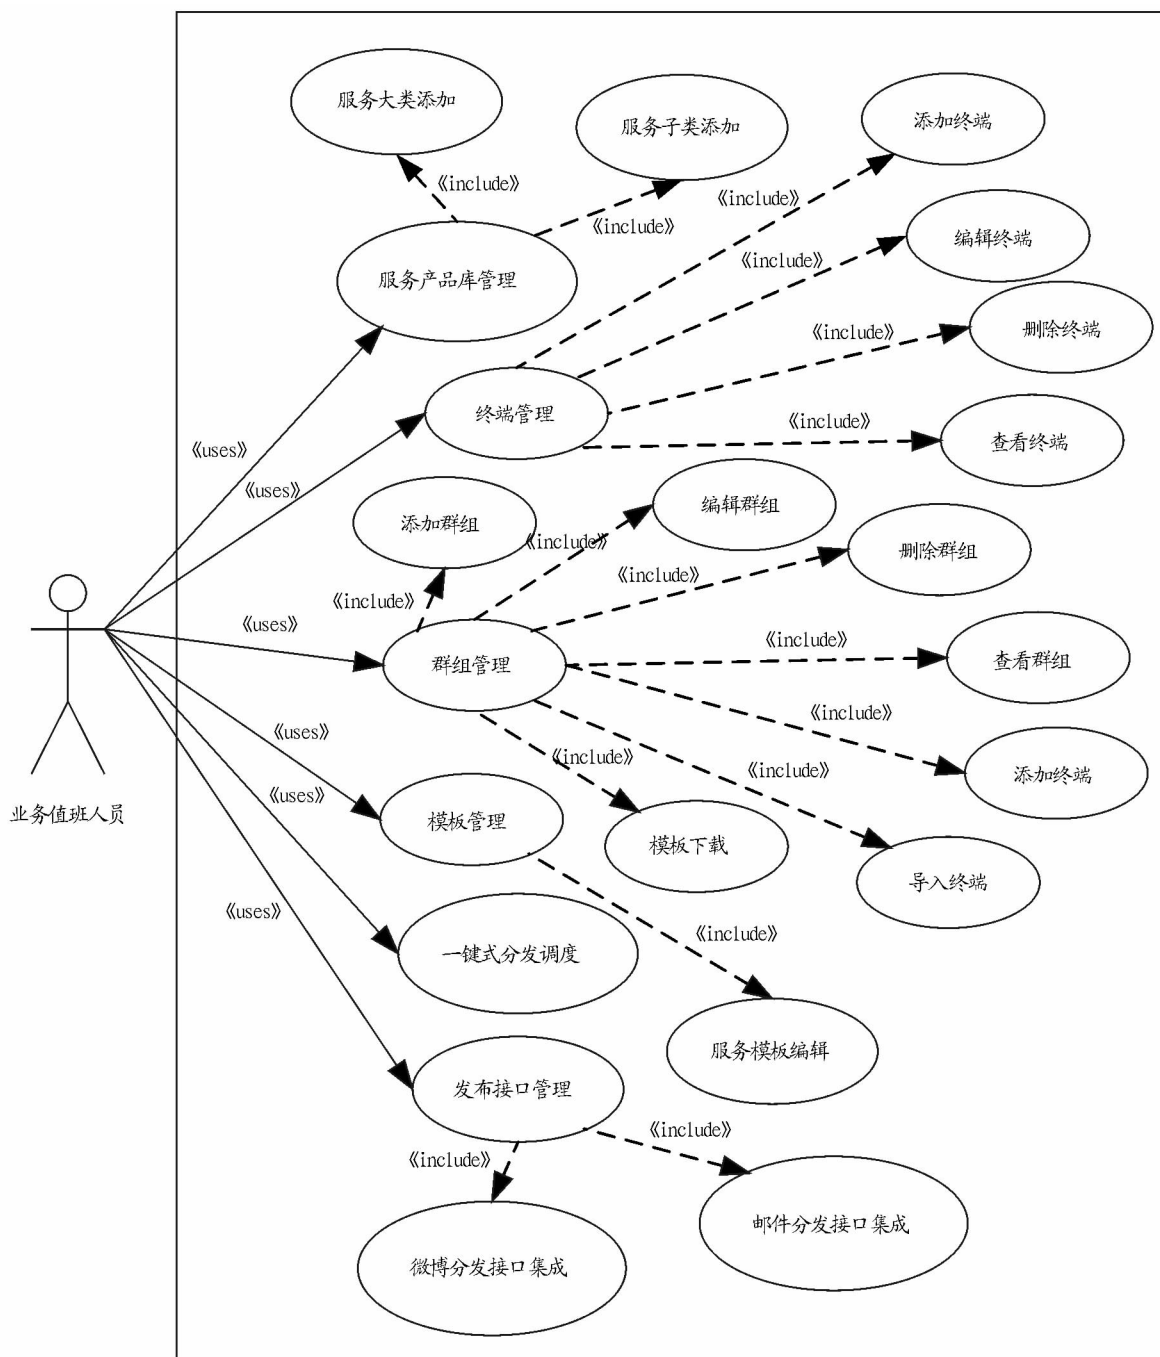 服务大类添加
服务子类添加
添加终端
《include》
《include》
《include》
编辑终端
《include》
服务产品库管理
删除终端
《include》
终端管理
《include》
查看终端
《uses》
《uses》
编辑群组
添加群组
《include》
删除群组
《include》
《include》
《uses》
《include》
群组管理
查看群组
《include》
《uses》
《include》
添加终端
《include》
《uses》
业务值班人员
模板管理
模板下载
导入终端
《uses》
《include》
一键式分发调度
服务模板编辑
发布接口管理
《include》
《include》
邮件分发接口集成
微博分发接口集成